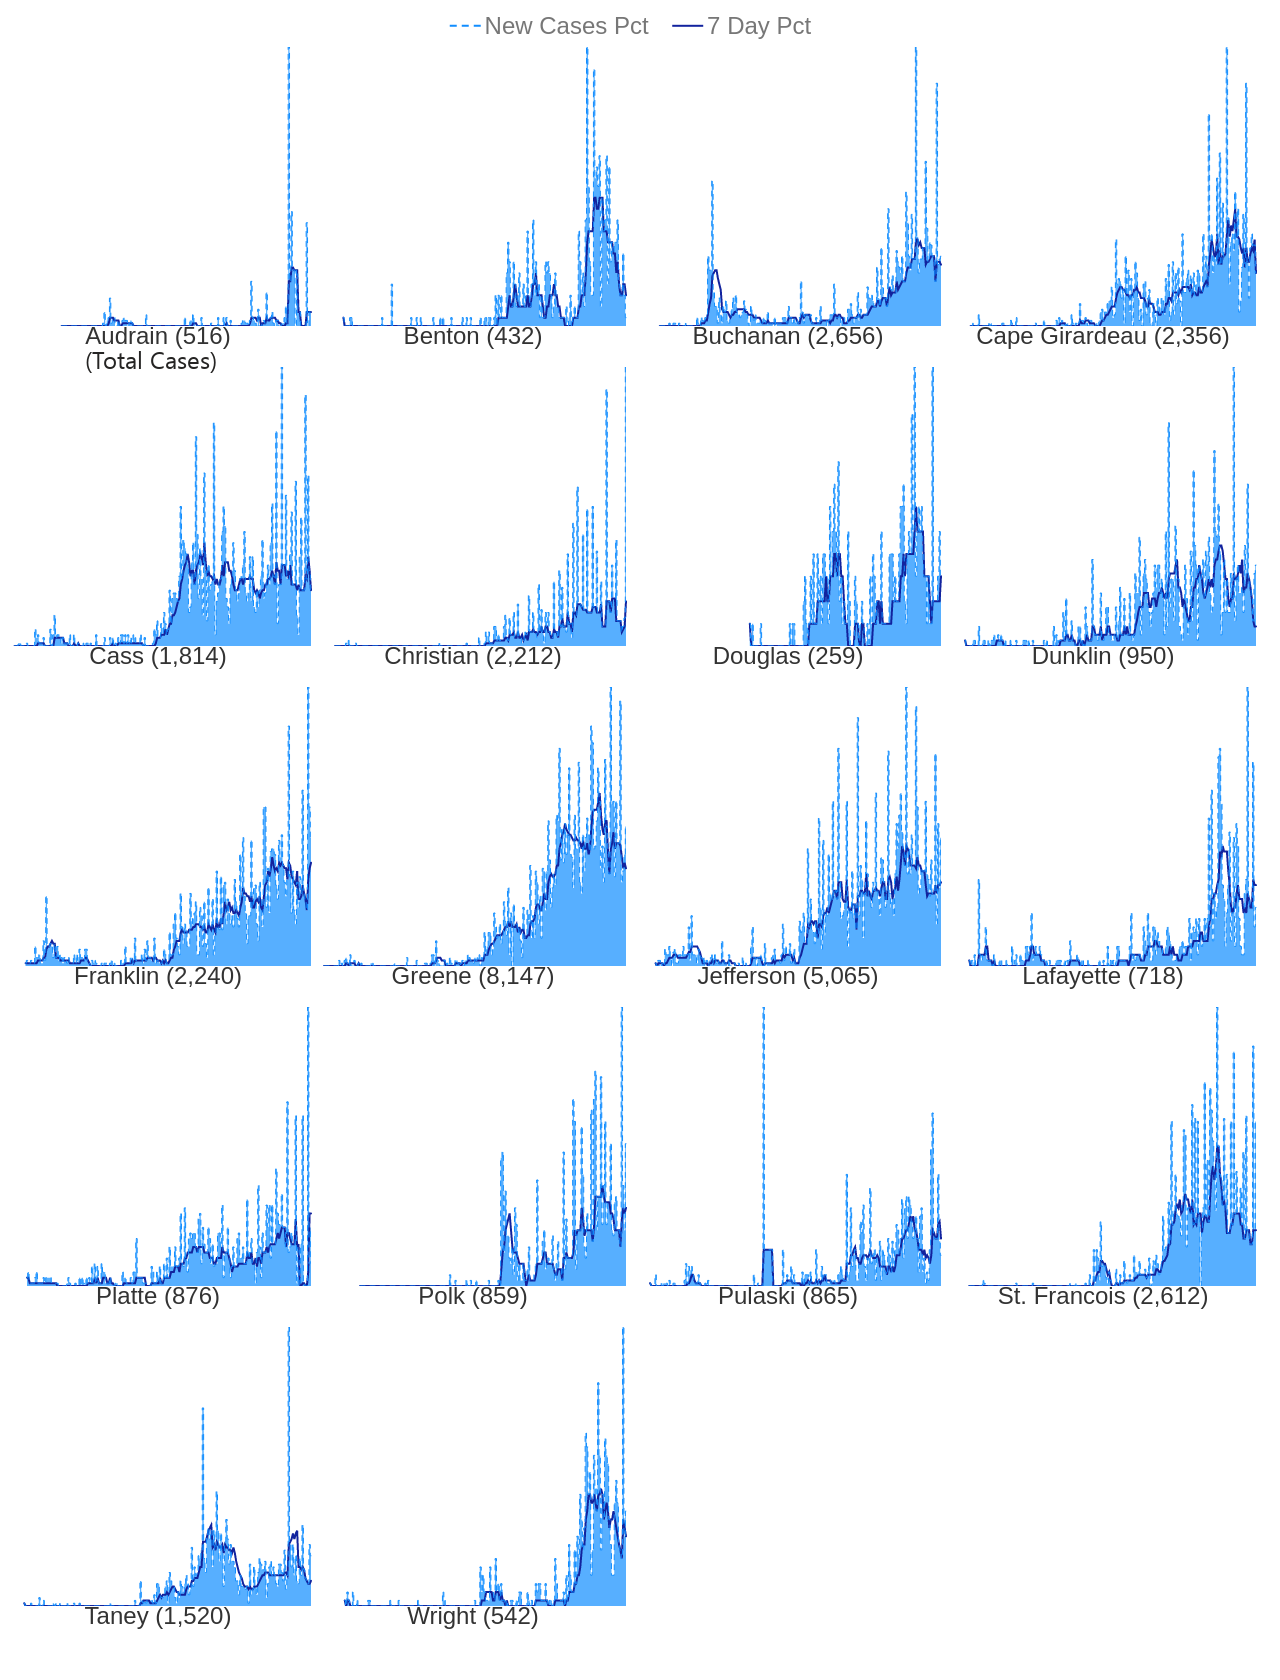 New Cases Pct 7 Day Pct
Audrain (516) Benton (432) Buchanan (2,656) Cape Girardeau (2,356)
(Total Cases)
Cass (1,814) Christian (2,212) Douglas (259) Dunklin (950)
Franklin (2,240) Greene (8,147) Jefferson (5,065) Lafayette (718)
Platte (876) Polk (859) Pulaski (865) St. Francois (2,612)
Taney (1,520) Wright (542)